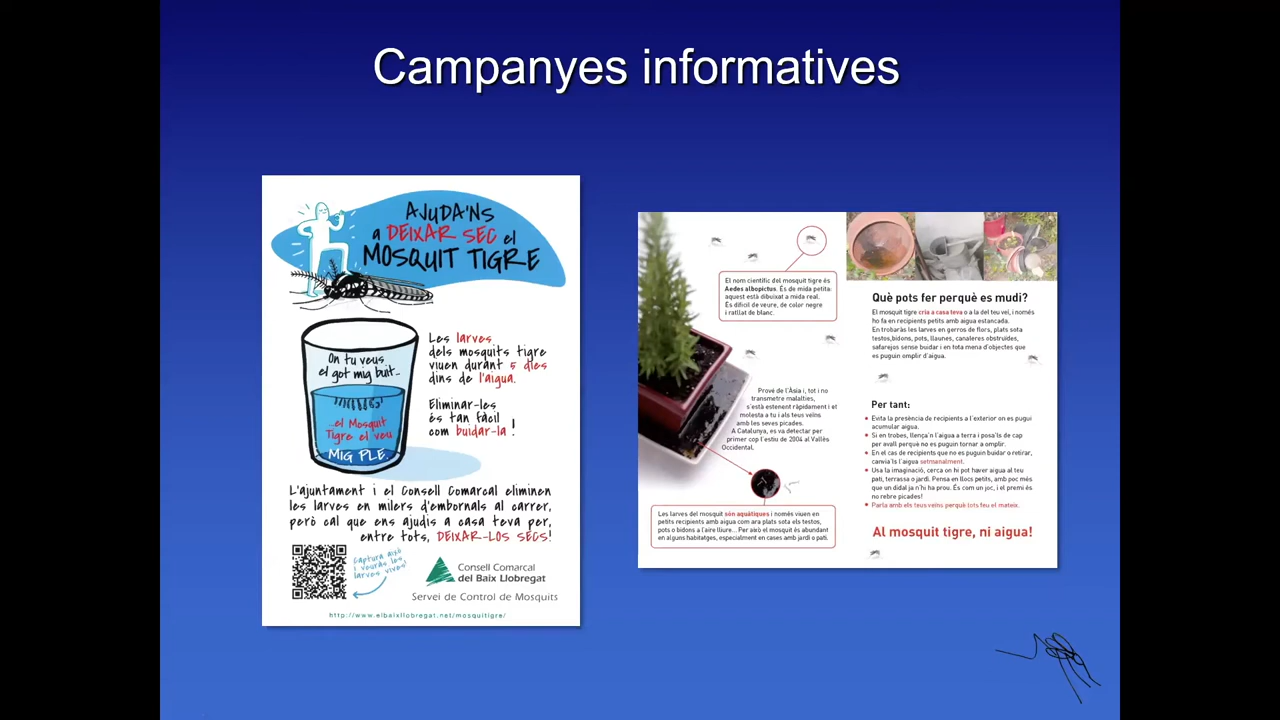 Campanyes informatives
AJUDA'NS
a DEIXAR SEC el
MOSQUIT TIGRE
On tu veus
el got mig buit...
...el Mosquit
Tigre el veu
MIG PLE.
Les larves
dels mosquits tigre
viuen durant 5 dies
dins de l'aigua.
Eliminar-les
és tan fàcil
com buidar-la!
L'ajuntament i el Consell Comarcal eliminen
les larves en milers d'embornals al carrer,
però cal que ens ajudis a casa teva per,
entre tots, DEIXAR-LOS SECS!
Captura això
i veuràs les
larves vives!
Consell Comarcal
del Baix Llobregat
Servei de Control de Mosquits
http://www.elbaixllobregat.net/mosquitigre/
El nom científic del mosquit tigre és
Aedes albopictus. És de mida petita:
aquest està dibuixat a mida real.
És difícil de veure, de color negre
i ratllat de blanc.
Prové de l'Àsia i, tot i no
transmetre malalties,
s'està estenent ràpidament i et
molesta a tu i als teus veïns
amb les seves picades.
A Catalunya, es va detectar per
primer cop l'estiu de 2004 al Vallès
Occidental.
Les larves del mosquit són aquàtiques i només viuen en
petits recipients amb aigua com ara plats sota els testos,
pots o bidons a l'aire lliure... Per això el mosquit és abundant
en alguns habitatges, especialment en cases amb jardí o pati.
Què pots fer perquè es mudi?
El mosquit tigre cria a casa teva o a la del teu veí, i només
ho fa en recipients petits amb aigua estancada.
En trobaràs les larves en gerros de flors, plats sota
testos,bidons, pots, llaunes, canaleres obstruïdes,
safarejos sense buidar i en tota mena d'objectes que
es puguin omplir d'aigua.
Per tant:
Evita la presència de recipients a l'exterior on es pugui
acumular aigua.
Si en trobes, llença'n l'aigua a terra i posa'ls de cap
per avall perquè no es puguin tornar a omplir.
En el cas de recipients que no es puguin buidar o retirar,
canvia'ls l'aigua setmanalment.
Usa la imaginació, cerca on hi pot haver aigua al teu
pati, terrassa o jardí. Pensa en llocs petits, amb poc més
que un didal ja n'hi ha prou. És com un joc, i el premi és
no rebre picades!
Parla amb els teus veïns perquè tots feu el mateix.
Al mosquit tigre, ni aigua!